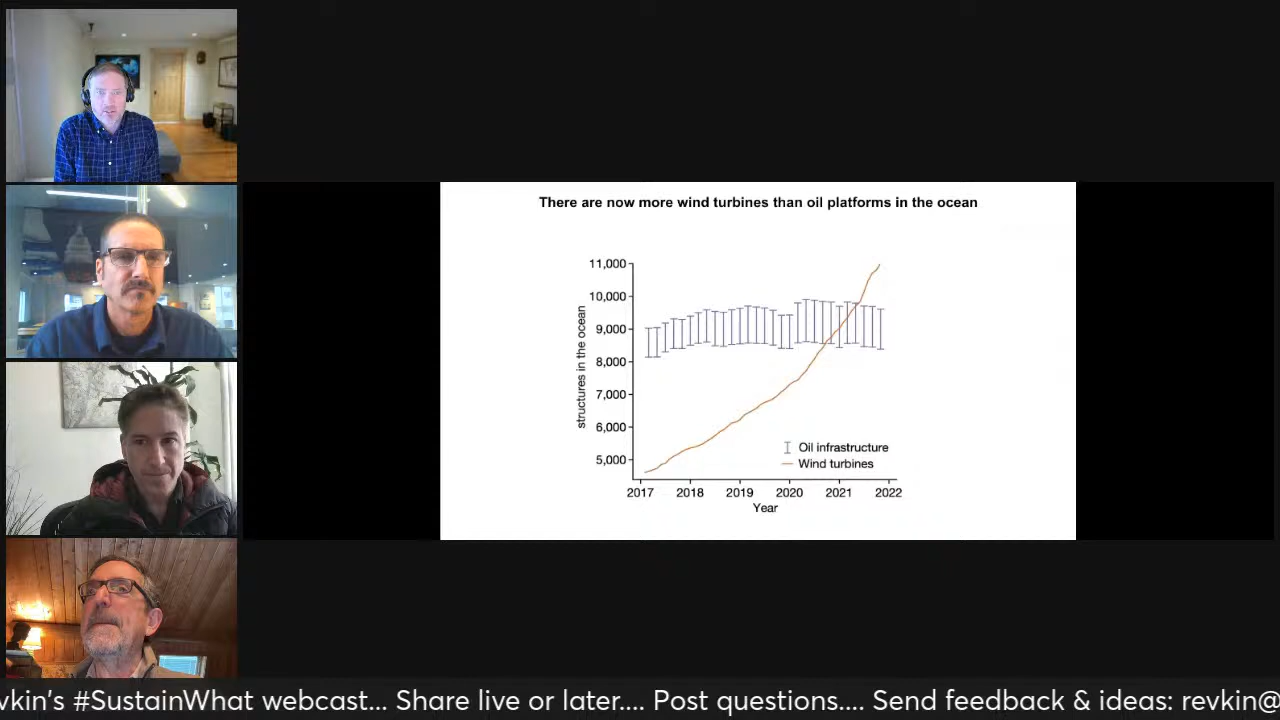 There are now more wind turbines than oil platforms in the ocean
11,000
10,000
9,000
8,000
7,000
6,000
5,000
structures in the ocean
Oil infrastructure
Wind turbines
2017 2018 2019 2020 2021 2022
Year
vkin's #SustainWhat webcast... Share live or later.... Post questions.... Send feedback & ideas: revkin@